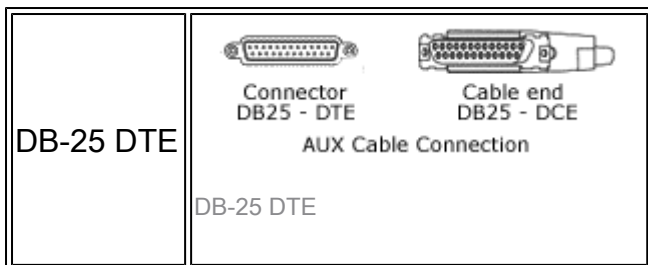 DB-25 DTE
Connector
DB25 - DTE
Cable end
DB25 - DCE
AUX Cable Connection
DB-25 DTE